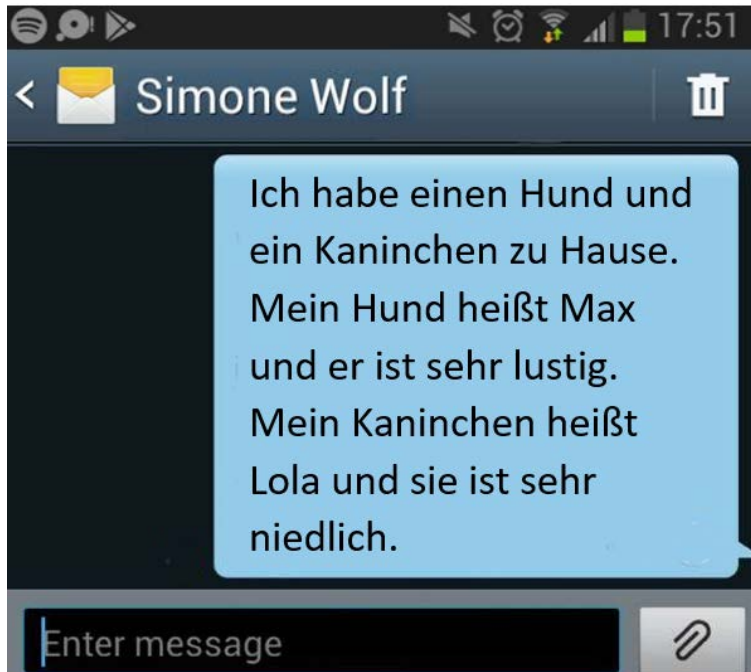 17:51
Simone Wolf
Ich habe einen Hund und
ein Kaninchen zu Hause.
Mein Hund heißt Max
und er ist sehr lustig.
Mein Kaninchen heißt
Lola und sie ist sehr
niedlich.
Enter message